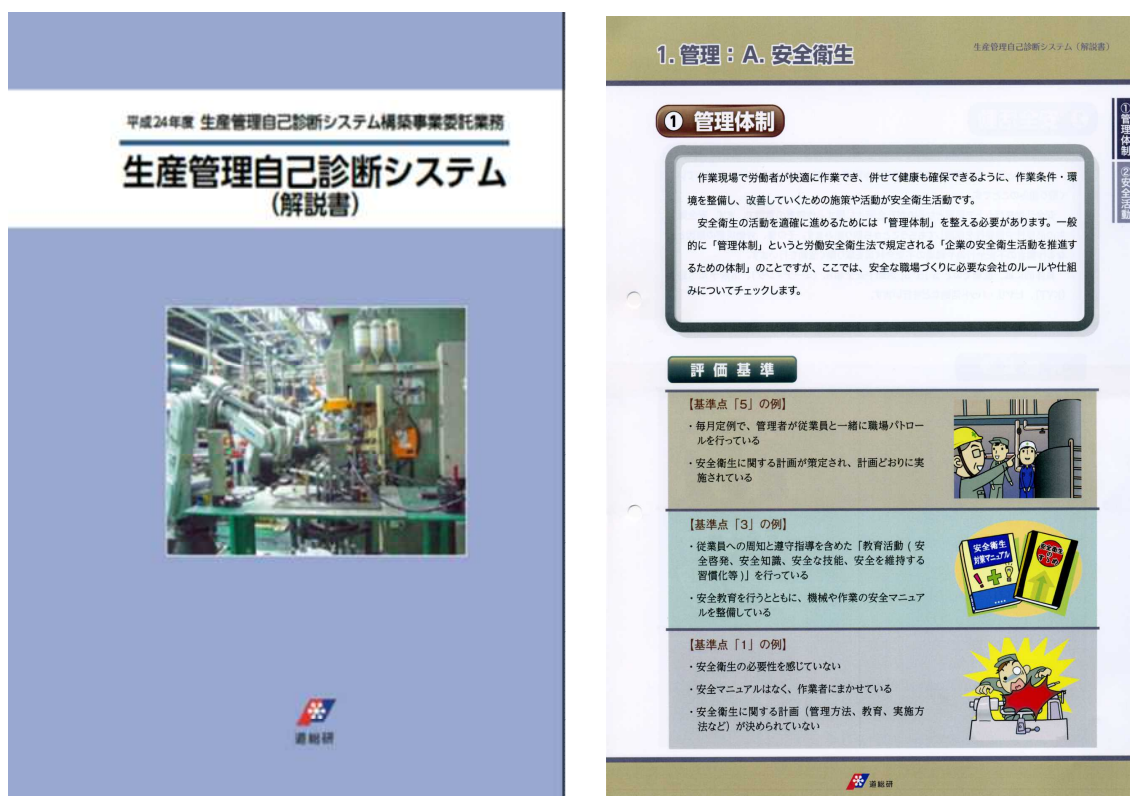 平成24年度 生産管理自己診断システム構築事業委託業務
生産管理自己診断システム
(解説書)
道総研
1. 管理：A. 安全衛生
生産管理自己診断システム（解説書）
① 管理体制
①管理体制
②安全活動
作業現場で労働者が快適に作業でき、併せて健康も確保できるように、作業条件・環
境を整備し、改善していくための施策や活動が安全衛生活動です。
安全衛生の活動を適確に進めるためには「管理体制」を整える必要があります。一般
的に「管理体制」というと労働安全衛生法で規定される「企業の安全衛生活動を推進す
るための体制」のことですが、ここでは、安全な職場づくりに必要な会社のルールや仕組
みについてチェックします。
評価基準
【基準点「5」の例】
・毎月定例で、管理者が従業員と一緒に職場パトロー
ルを行っている
・安全衛生に関する計画が策定され、計画どおりに実
施されている
【基準点「3」の例】
・従業員への周知と遵守指導を含めた「教育活動 ( 安
全啓発、安全知識、安全な技能、安全を維持する
習慣化等 )」を行っている
・安全教育を行うとともに、機械や作業の安全マニュア
ルを整備している
安全衛生
対策マニュアル
【基準点「1」の例】
・安全衛生の必要性を感じていない
・安全マニュアルはなく、作業者にまかせている
・安全衛生に関する計画（管理方法、教育、実施方
法など）が決められていない
道総研